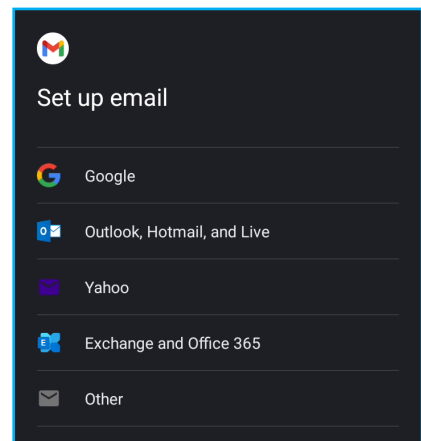 Set up email
Google
Outlook, Hotmail, and Live
Yahoo
Exchange and Office 365
Other